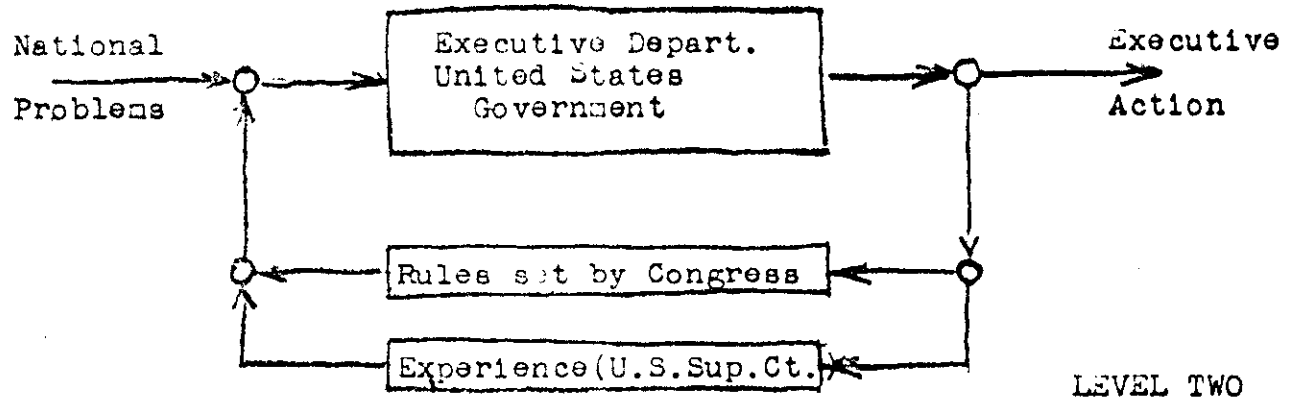 National
Problems
Executive Depart.
United States
Government
Executive
Action
Rules set by Congress
Experience(U.S.Sup.Ct.)
LEVEL TWO